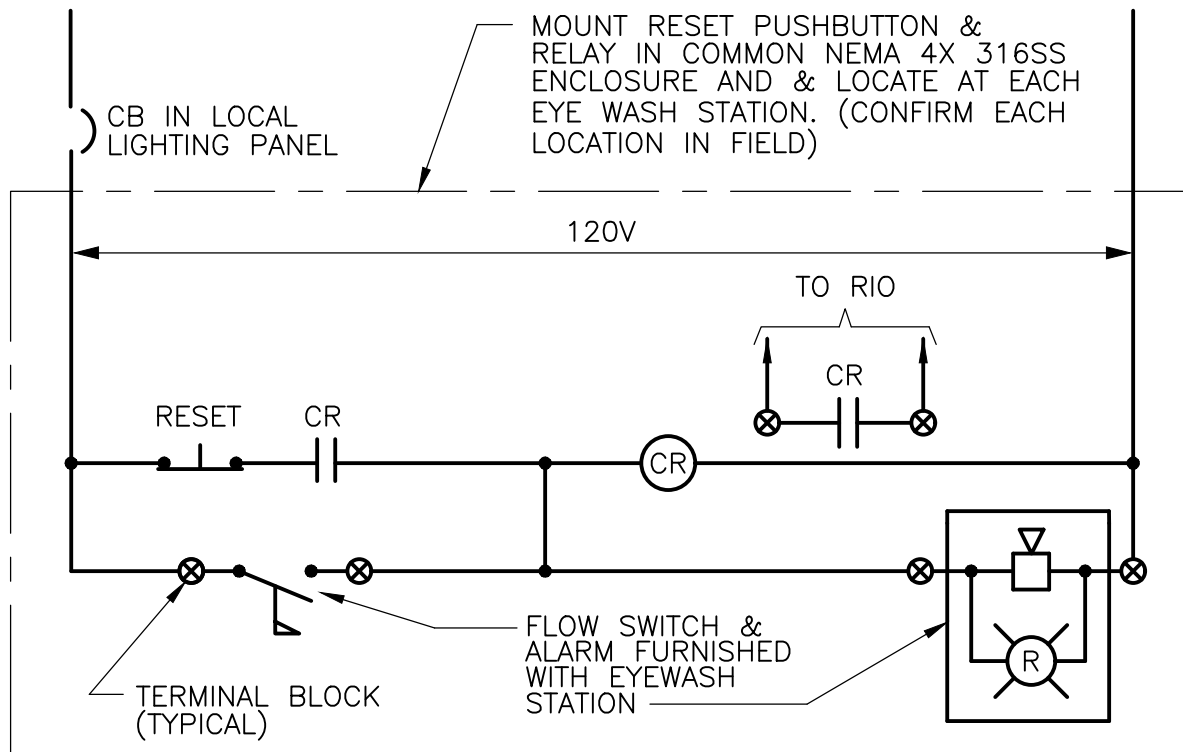 MOUNT RESET PUSHBUTTON &
RELAY IN COMMON NEMA 4X 316SS
ENCLOSURE AND & LOCATE AT EACH
EYE WASH STATION. (CONFIRM EACH
LOCATION IN FIELD)
CB IN LOCAL
LIGHTING PANEL
120V
TO RIO
CR
RESET
CR
CR
FLOW SWITCH &
ALARM FURNISHED
WITH EYEWASH
STATION
R
TERMINAL BLOCK
(TYPICAL)